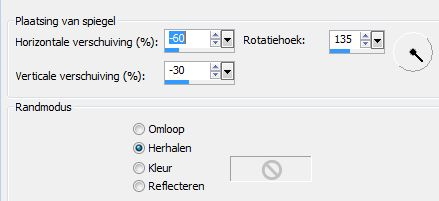 Plaatsing van spiegel
Horizontale verschuiving (%): -60 Rotatiehoek: 135
Verticale verschuiving (%): -30
Randmodus
Omloop
Herhalen
Kleur
Reflecteren